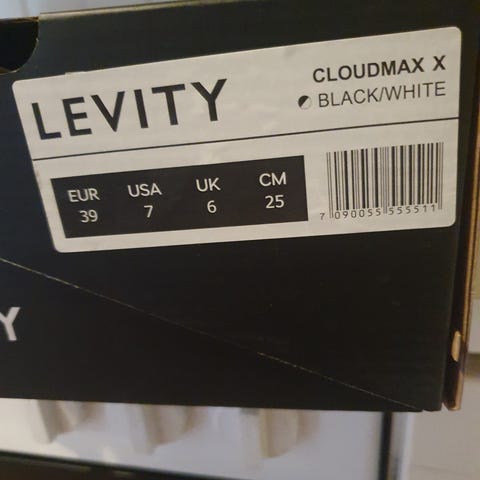 LEVITY
CLOUDMAX X
BLACK/WHITE
EUR USA UK CM
39 7 6 25
7 090055 555511
Y